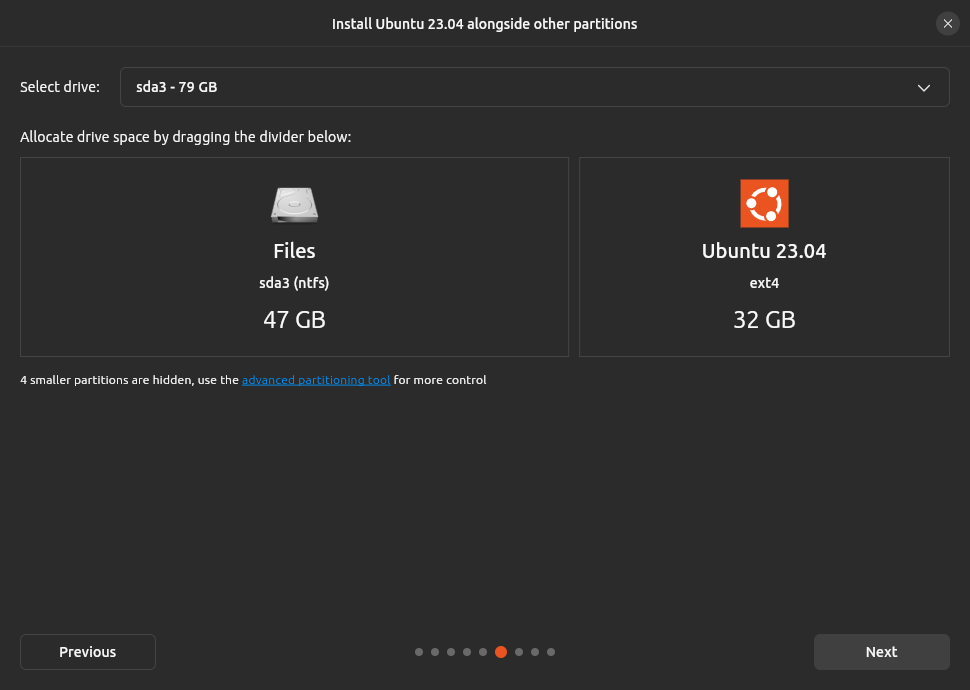 Install Ubuntu 23.04 alongside other partitions
Select drive:
sda3 - 79 GB
Allocate drive space by dragging the divider below:
Files
sda3 (ntfs)
47 GB
Ubuntu 23.04
ext4
32 GB
4 smaller partitions are hidden, use the advanced partitioning tool for more control
Previous
Next